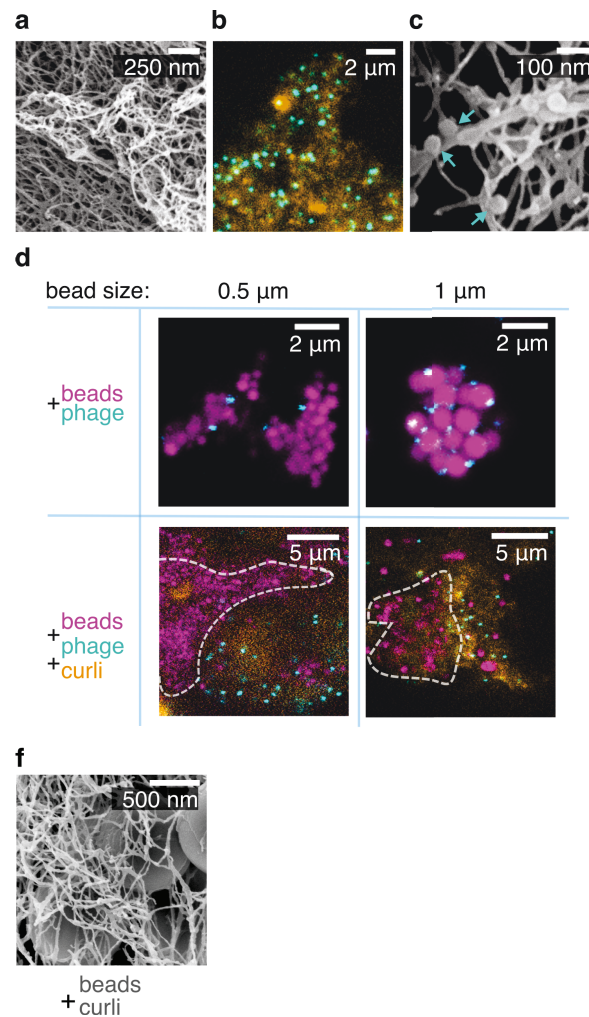 a
250 nm
b
2 μm
c
100 nm
d
bead size:
0.5 μm
1 μm
+ beads
phage
2 μm
2 μm
+ beads
+ phage
+ curli
5 μm
5 μm
f
500 nm
beads
+ curli